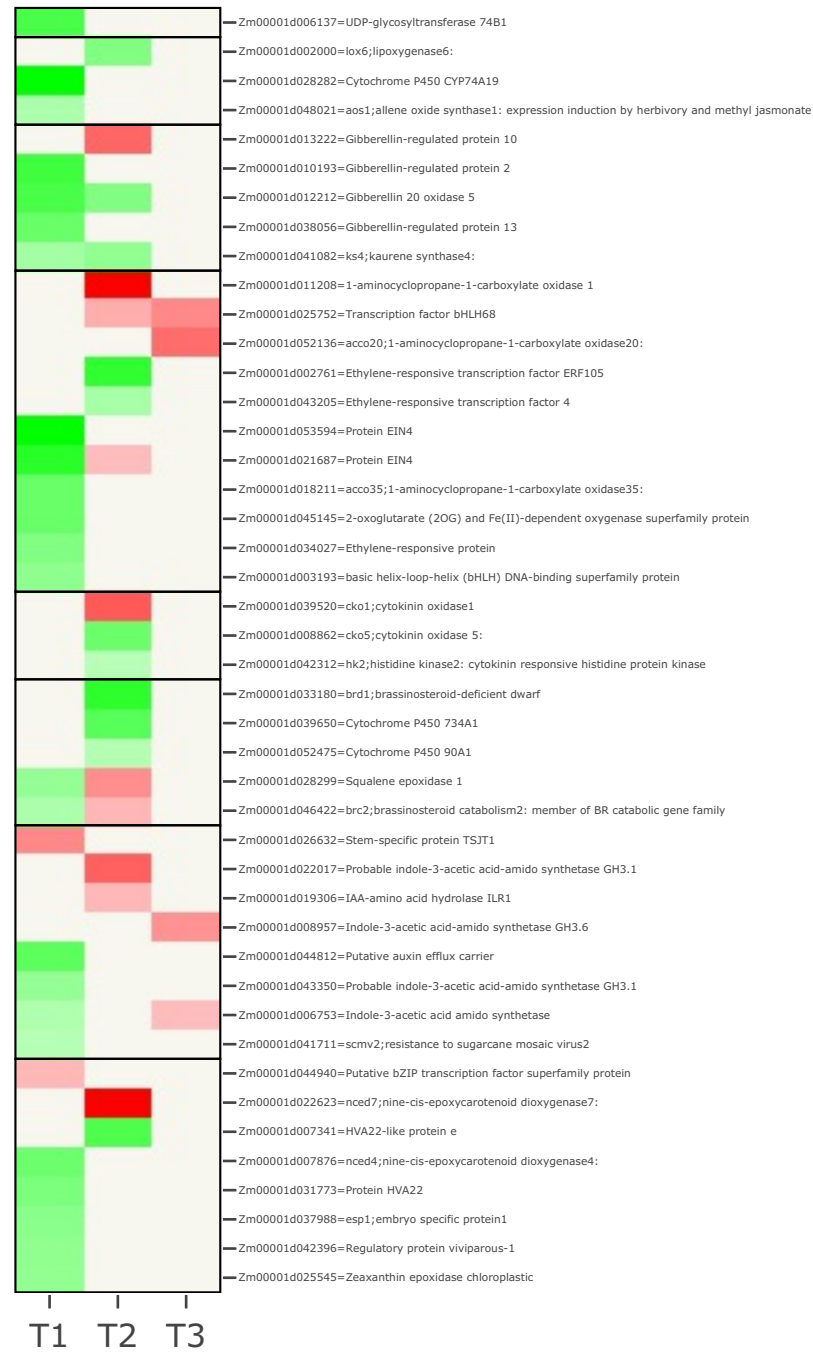 Zm00001d006137=UDP-glycosyltransferase 74B1
Zm00001d002000=lox6;lipoxygenase6:
Zm00001d028282=Cytochrome P450 CYP74A19
Zm00001d048021=aos1;allene oxide synthase1: expression induction by herbivory and methyl jasmonate
Zm00001d013222=Gibberellin-regulated protein 10
Zm00001d010193=Gibberellin-regulated protein 2
Zm00001d012212=Gibberellin 20 oxidase 5
Zm00001d038056=Gibberellin-regulated protein 13
Zm00001d041082=ks4;kaurene synthase4:
Zm00001d011208=1-aminocyclopropane-1-carboxylate oxidase 1
Zm00001d025752=Transcription factor bHLH68
Zm00001d052136=acco20;1-aminocyclopropane-1-carboxylate oxidase20:
Zm00001d002761=Ethylene-responsive transcription factor ERF105
Zm00001d043205=Ethylene-responsive transcription factor 4
Zm00001d053594=Protein EIN4
Zm00001d021687=Protein EIN4
Zm00001d018211=acco35;1-aminocyclopropane-1-carboxylate oxidase35:
Zm00001d045145=2-oxoglutarate (2OG) and Fe(II)-dependent oxygenase superfamily protein
Zm00001d034027=Ethylene-responsive protein
Zm00001d003193=basic helix-loop-helix (bHLH) DNA-binding superfamily protein
Zm00001d039520=cko1;cytokinin oxidase1
Zm00001d008862=cko5;cytokinin oxidase 5:
Zm00001d042312=hk2;histidine kinase2: cytokinin responsive histidine protein kinase
Zm00001d033180=brd1;brassinosteroid-deficient dwarf
Zm00001d039650=Cytochrome P450 734A1
Zm00001d052475=Cytochrome P450 90A1
Zm00001d028299=Squalene epoxidase 1
Zm00001d046422=brc2;brassinosteroid catabolism2: member of BR catabolic gene family
Zm00001d026632=Stem-specific protein TSJT1
Zm00001d022017=Probable indole-3-acetic acid-amido synthetase GH3.1
Zm00001d019306=IAA-amino acid hydrolase ILR1
Zm00001d008957=Indole-3-acetic acid-amido synthetase GH3.6
Zm00001d044812=Putative auxin efflux carrier
Zm00001d043350=Probable indole-3-acetic acid-amido synthetase GH3.1
Zm00001d006753=Indole-3-acetic acid amido synthetase
Zm00001d041711=scmv2;resistance to sugarcane mosaic virus2
Zm00001d044940=Putative bZIP transcription factor superfamily protein
Zm00001d022623=nced7;nine-cis-epoxycarotenoid dioxygenase7:
Zm00001d007341=HVA22-like protein e
Zm00001d007876=nced4;nine-cis-epoxycarotenoid dioxygenase4:
Zm00001d031773=Protein HVA22
Zm00001d037988=esp1;embryo specific protein1
Zm00001d042396=Regulatory protein viviparous-1
Zm00001d025545=Zeaxanthin epoxidase chloroplastic
T1 T2 T3